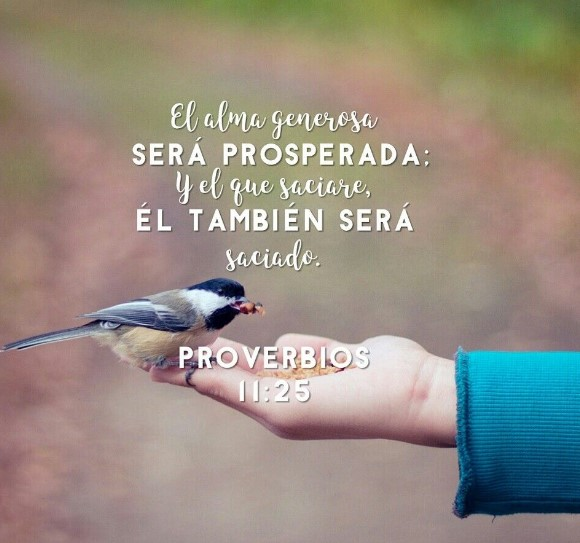 El alma generosa
SERÁ PROSPERADA;
Y el que saciare,
ÉL TAMBIÉN SERÁ
saciado.
PROVERBIOS
11:25